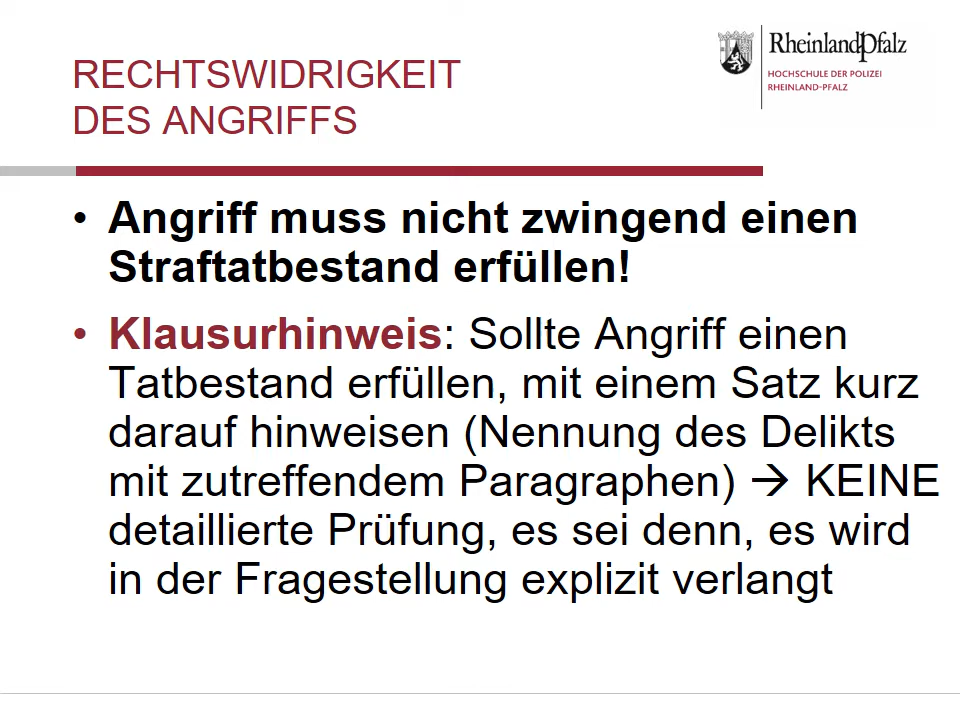 RECHTSWIDRIGKEIT
DES ANGRIFFS
RheinlandPfalz
HOCHSCHULE DER POLIZEI
RHEINLAND-PFALZ
• Angriff muss nicht zwingend einen
Straftatbestand erfüllen!
• Klausurhinweis: Sollte Angriff einen
Tatbestand erfüllen, mit einem Satz kurz
darauf hinweisen (Nennung des Delikts
mit zutreffendem Paragraphen) → KEINE
detaillierte Prüfung, es sei denn, es wird
in der Fragestellung explizit verlangt